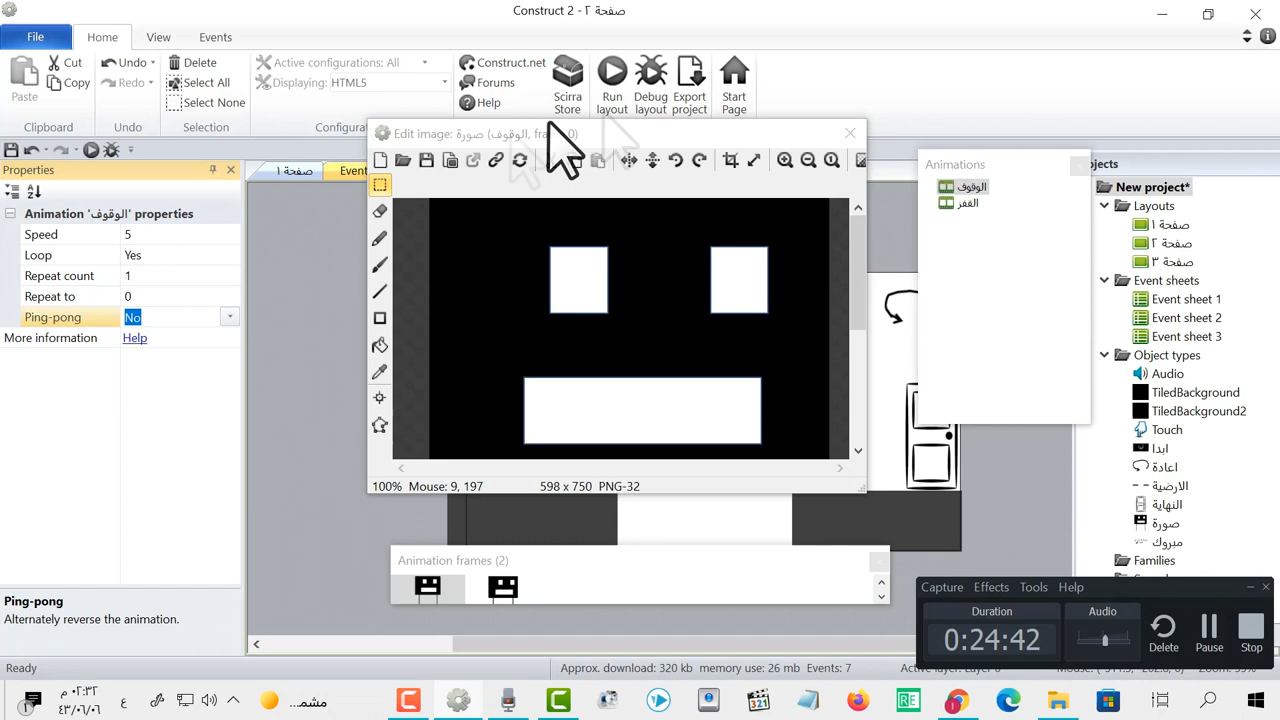 Construct 2 - صفحة ٢
File
Home
View
Events
Paste
Cut
Copy
Clipboard
Undo
Redo
Undo
Delete
Select All
Select None
Selection
Active configurations: All
Displaying: HTML5
Construct.net
Forums
Help
Scirra Store
Run layout
Debug layout
Export project
Start Page
Properties
Animation 'الوقوف' properties
Speed 5
Loop Yes
Repeat count 1
Repeat to 0
Ping-pong No
More information Help
Ping-pong
Alternately reverse the animation.
صفحة ١
Edit image: صورة (الوقوف,
100% Mouse: 9, 197 598 x 750 PNG-32
Animation frames (2)
Animations
الوقوف
القفز
New project*
Layouts
صفحة ١
صفحة ٢
صفحة ٣
Event sheets
Event sheet 1
Event sheet 2
Event sheet 3
Object types
Audio
TiledBackground
TiledBackground2
Touch
ابدا
اعادة
الارضية
النهاية
صورة
مبروك
Families
Capture Effects Tools Help
Duration
Audio
0:24:42
Delete
Pause
Stop
Ready
Approx. download: 320 kb memory use: 26 mb Events: 7
٠٢:٣٢ م
٤٣/٠٦/٠٦
ع
مشمـ...